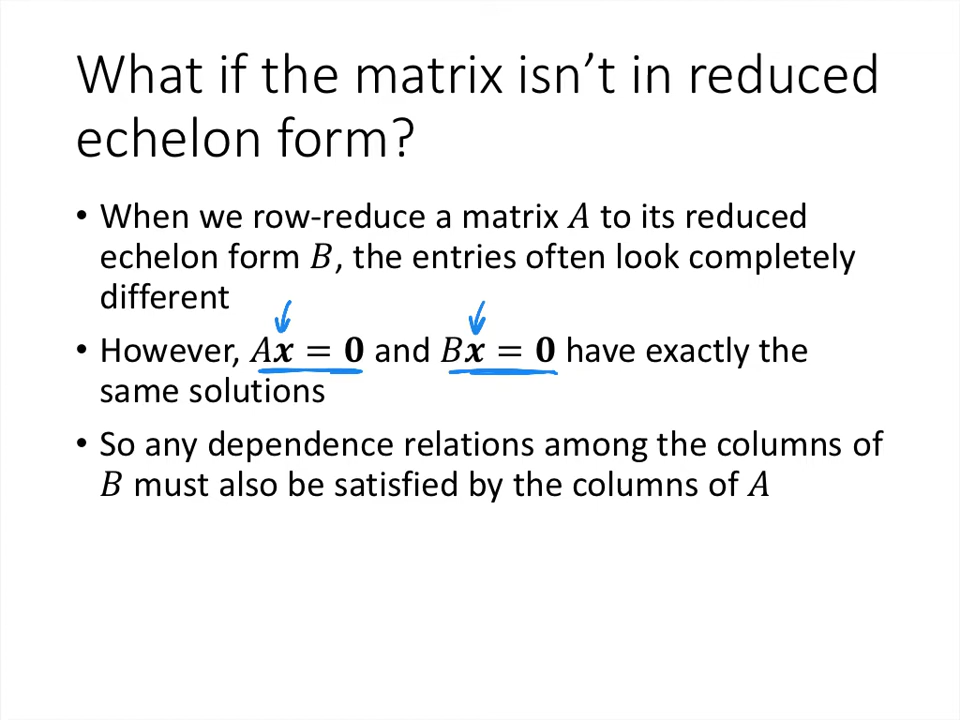 What if the matrix isn’t in reduced
echelon form?
• When we row-reduce a matrix A to its reduced
echelon form B, the entries often look completely
different
• However, Ax = 0 and Bx = 0 have exactly the
same solutions
• So any dependence relations among the columns of
B must also be satisfied by the columns of A